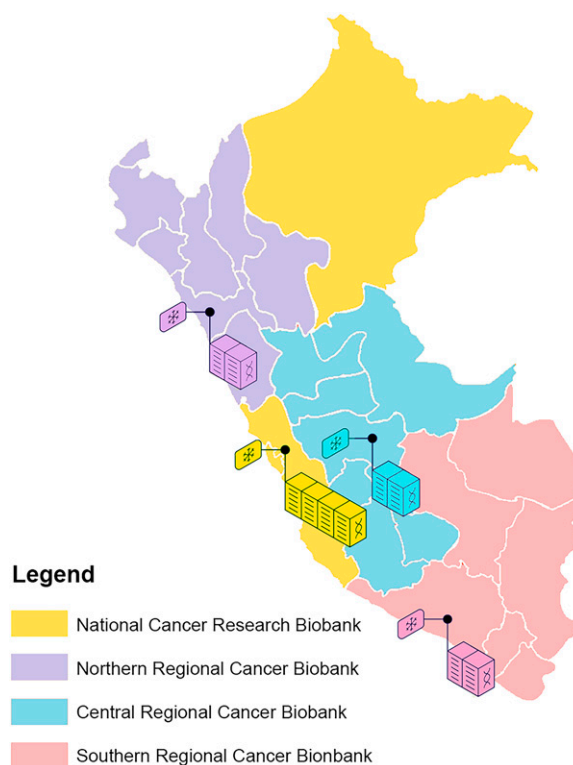 Legend
National Cancer Research Biobank
Northern Regional Cancer Biobank
Central Regional Cancer Biobank
Southern Regional Cancer Bionbank